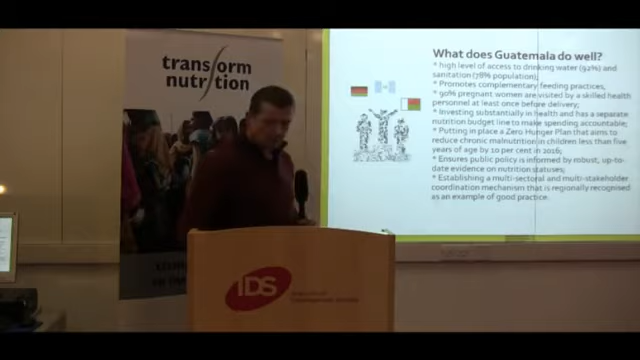 transform
nutrition
What does Guatemala do well?
* high level of access to drinking water (92%) and
sanitation (78% population);
* Promotes complementary feeding practices,
* 90% pregnant women are visited by a skilled health
personnel at least once before delivery;
* Investing substantially in health and has a separate
nutrition budget line to make spending accountable;
* Putting in place a Zero Hunger Plan that aims to
reduce chronic malnutrition in children less than five
years of age by 10 per cent in 2016;
* Ensures public policy is informed by robust, up-to-
date evidence on nutrition statuses;
* Establishing a multi-sectoral and multi-stakeholder
coordination mechanism that is regionally recognised
as an example of good practice.
IDS